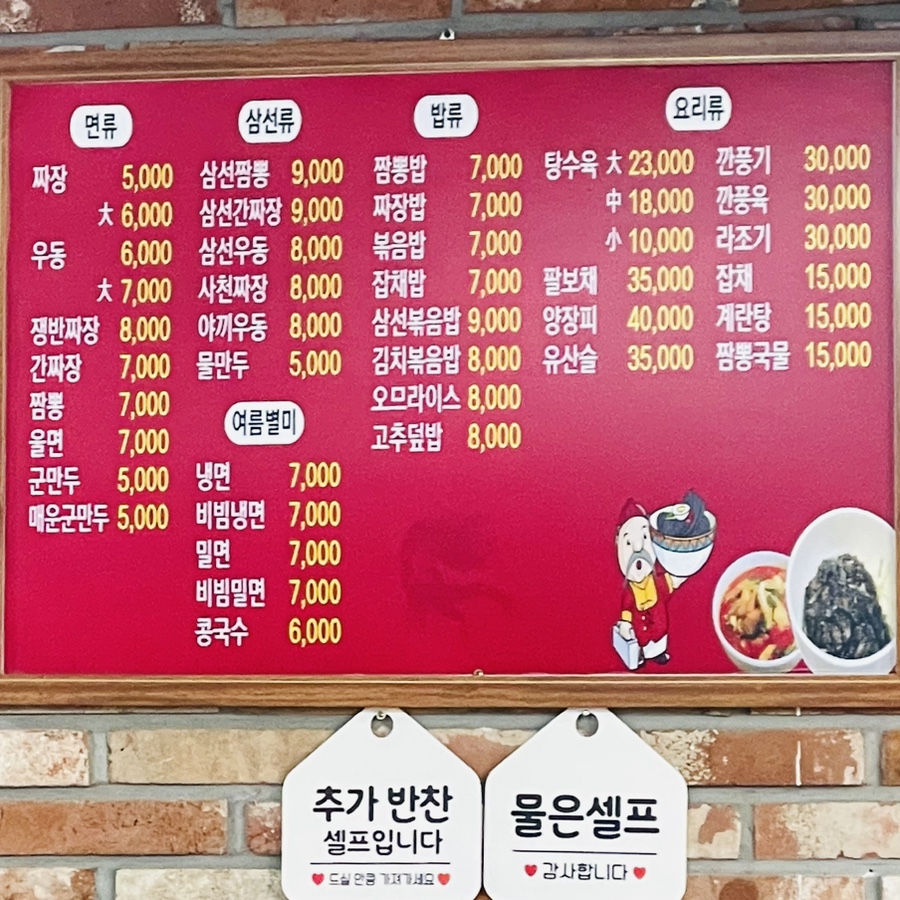 면류
짜장 5,000
大 6,000
우동 6,000
大 7,000
쟁반짜장 8,000
간짜장 7,000
짬뽕 7,000
울면 7,000
군만두 5,000
매운군만두 5,000
삼선류
삼선짬뽕 9,000
삼선간짜장 9,000
삼선우동 8,000
사천짜장 8,000
야끼우동 8,000
물만두 5,000
여름별미
냉면 7,000
비빔냉면 7,000
밀면 7,000
비빔밀면 7,000
콩국수 6,000
밥류
짬뽕밥 7,000
짜장밥 7,000
볶음밥 7,000
잡채밥 7,000
삼선볶음밥 9,000
김치볶음밥 8,000
오므라이스 8,000
고추덮밥 8,000
요리류
탕수육 大 23,000
中 18,000
小 10,000
팔보채 35,000
양장피 40,000
유산슬 35,000
깐풍기 30,000
깐풍육 30,000
라조기 30,000
잡채 15,000
계란탕 15,000
짬뽕국물 15,000
추가 반찬
셀프입니다
드실 만큼 가져가세요
물은셀프
감사합니다